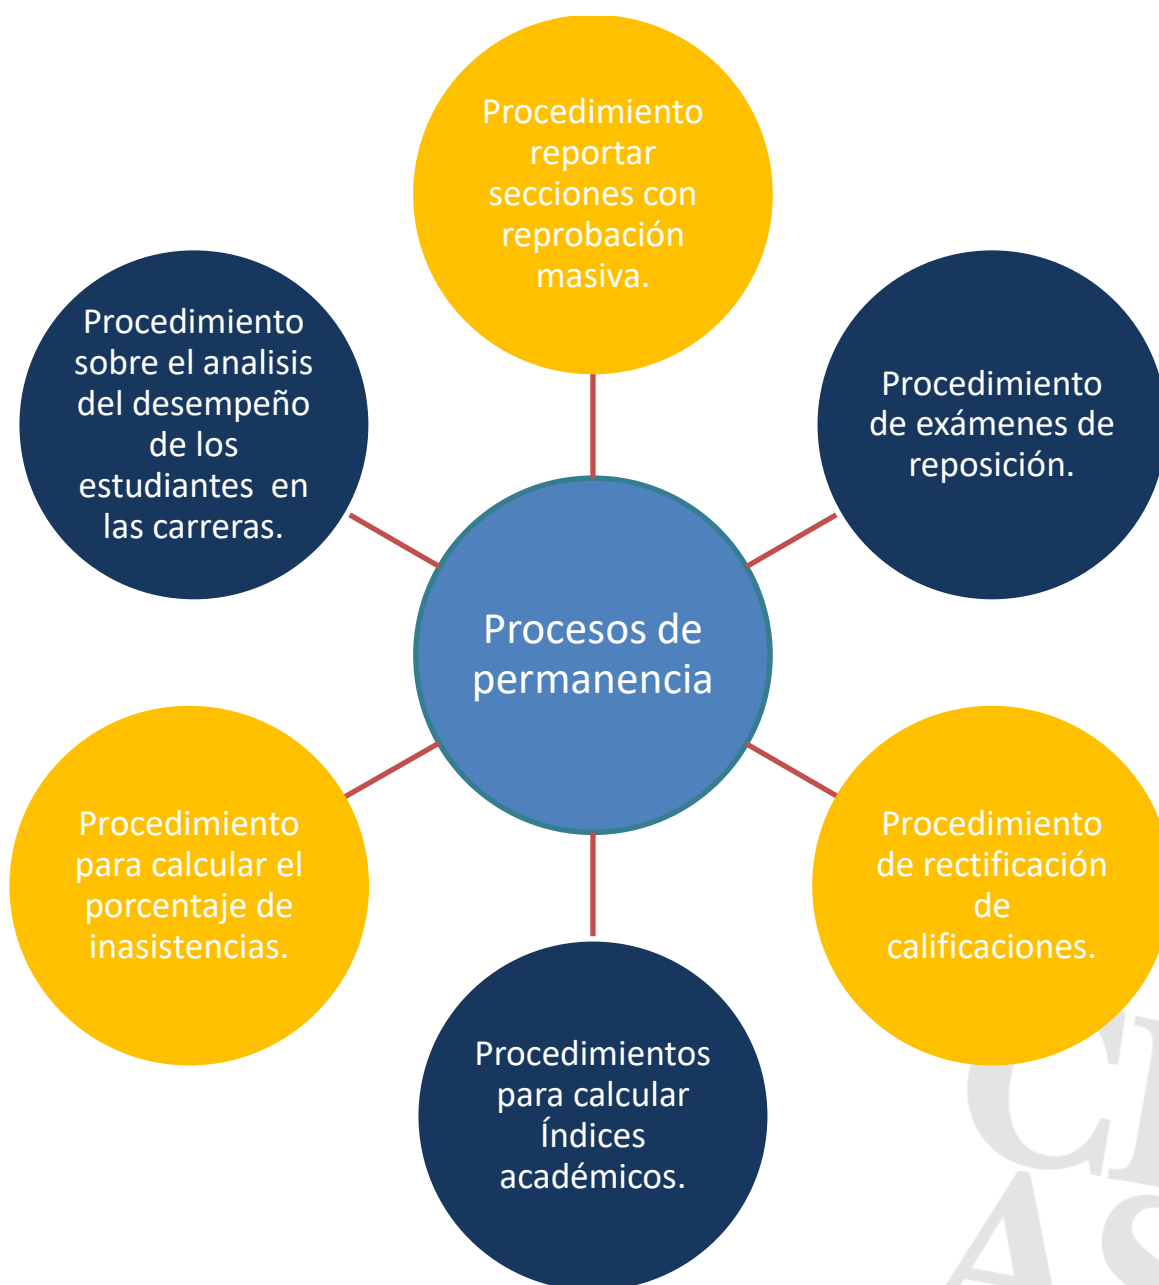 Procedimiento
reportar
secciones con
reprobación
masiva.
Procedimiento
de exámenes de
reposición.
Procedimiento
de rectificación
de
calificaciones.
Procedimientos
para calcular
Índices
académicos.
Procedimiento
para calcular el
porcentaje de
inasistencias.
Procedimiento
sobre el analisis
del desempeño
de los
estudiantes  en
las carreras.
Procesos de
permanencia